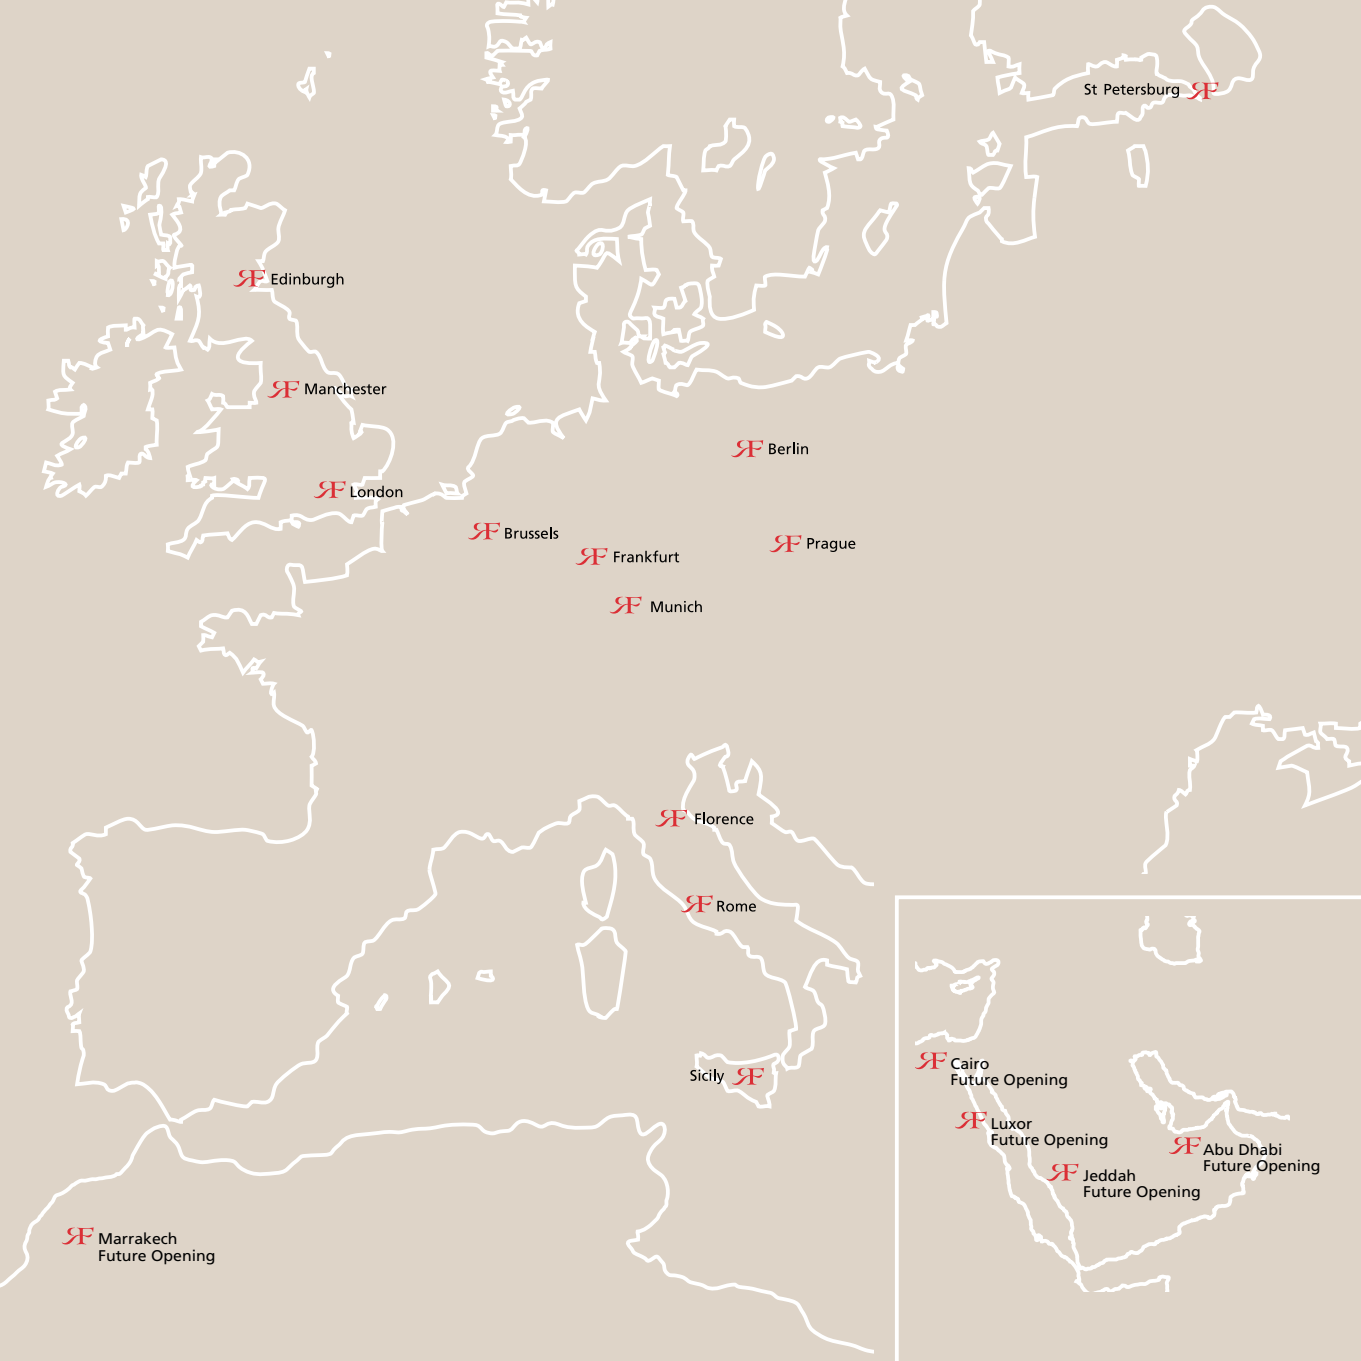 St Petersburg
Edinburgh
Manchester
Berlin
London
Brussels
Prague
Frankfurt
Munich
Florence
Rome
Sicily
Cairo
Future Opening
Luxor
Future Opening
Abu Dhabi
Future Opening
Jeddah
Future Opening
Marrakech
Future Opening